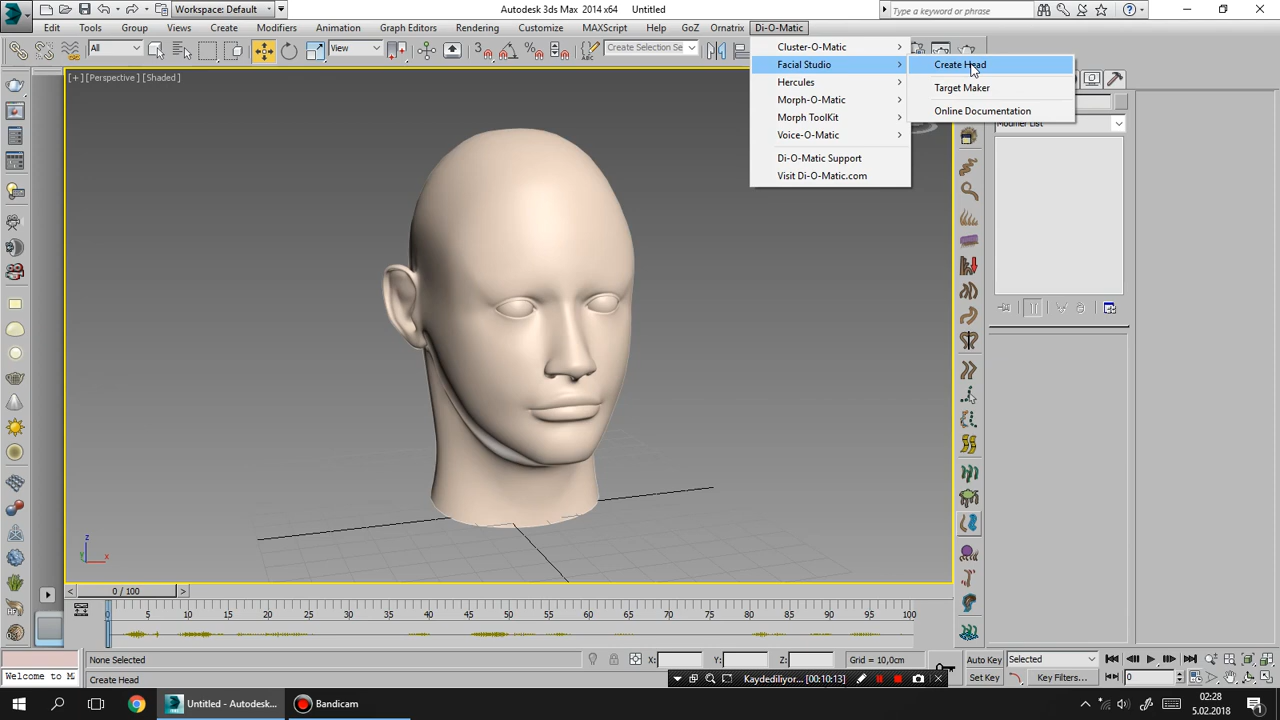 Workspace: Default
Autodesk 3ds Max 2014 x64 Untitled
Type a keyword or phrase
Edit Tools Group Views Create Modifiers Animation Graph Editors Rendering Customize MAXScript Help GoZ Ornatrix Di-O-Matic
All
View
Create Selection Se
Cluster-O-Matic
Facial Studio
Hercules
Morph-O-Matic
Morph ToolKit
Voice-O-Matic
Di-O-Matic Support
Visit Di-O-Matic.com
Create Head
Target Maker
Online Documentation
Modifier List
[+] [Perspective] [Shaded]
z
y
x
< 0 / 100 >
0 5 10 15 20 25 30 35 40 45 50 55 60 65 70 75 80 85 90 95 100
None Selected
X: Y: Z:
Grid = 10,0cm
Auto Key
Selected
Welcome to M
Create Head
Kaydediliyor... [00:10:13]
Set Key
Key Filters...
0
Untitled - Autodesk...
Bandicam
02:28
5.02.2018